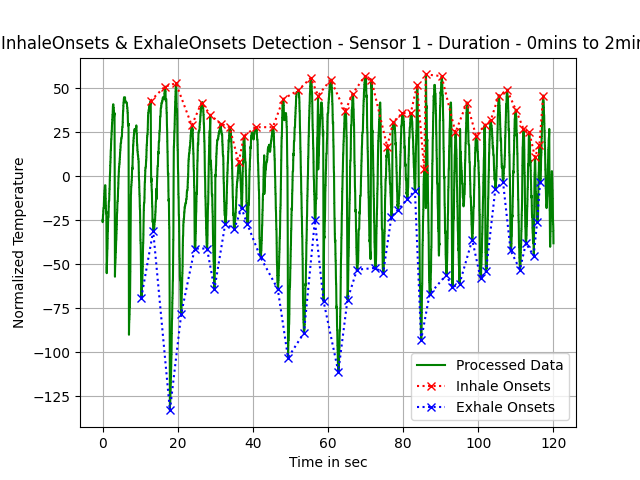 InhaleOnsets & ExhaleOnsets Detection - Sensor 1 - Duration - 0mins to 2min
Normalized Temperature
50
25
0
−25
−50
−75
−100
−125
Processed Data
Inhale Onsets
Exhale Onsets
0 20 40 60 80 100 120
Time in sec